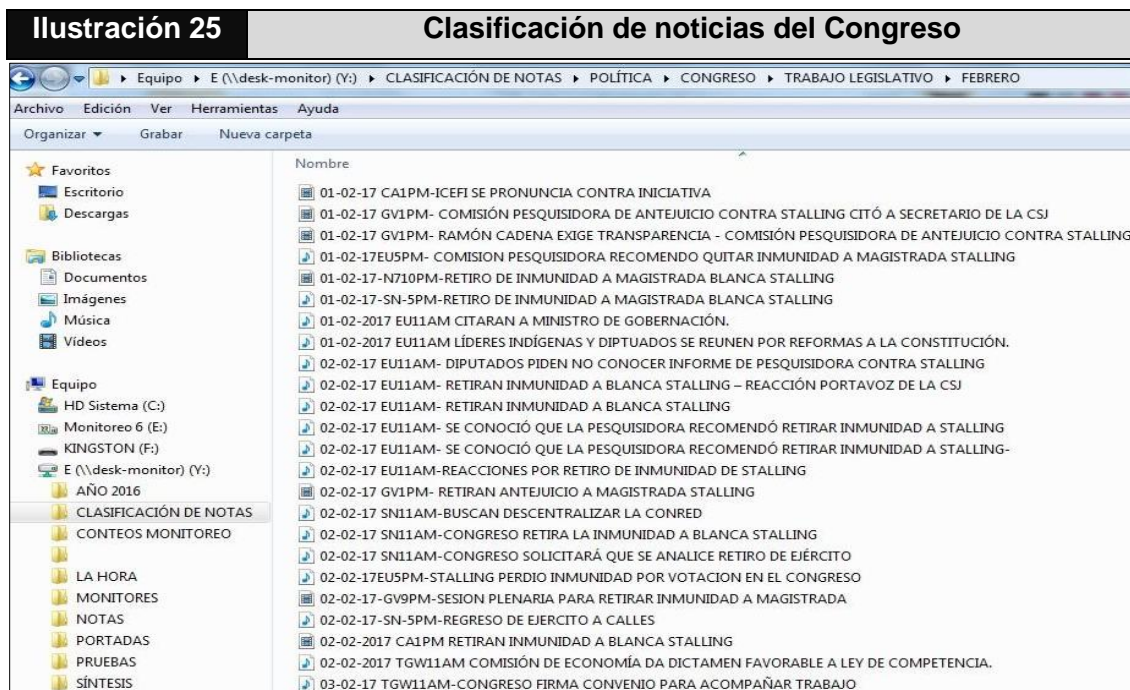 Ilustración 25 Clasificación de noticias del Congreso
Equipo ▸ E (\\desk-monitor) (Y:) ▸ CLASIFICACIÓN DE NOTAS ▸ POLÍTICA ▸ CONGRESO ▸ TRABAJO LEGISLATIVO ▸ FEBRERO
Archivo Edición Ver Herramientas Ayuda
Organizar Grabar Nueva carpeta
Favoritos
Escritorio
Descargas
Bibliotecas
Documentos
Imágenes
Música
Vídeos
Equipo
HD Sistema (C:)
Monitoreo 6 (E:)
KINGSTON (F:)
E (\\desk-monitor) (Y:)
AÑO 2016
CLASIFICACIÓN DE NOTAS
CONTEOS MONITOREO
LA HORA
MONITORES
NOTAS
PORTADAS
PRUEBAS
SÍNTESIS
Nombre
01-02-17 CA1PM-ICEFI SE PRONUNCIA CONTRA INICIATIVA
01-02-17 GV1PM- COMISIÓN PESQUISIDORA DE ANTEJUICIO CONTRA STALLING CITÓ A SECRETARIO DE LA CSJ
01-02-17 GV1PM- RAMÓN CADENA EXIGE TRANSPARENCIA - COMISIÓN PESQUISIDORA DE ANTEJUICIO CONTRA STALLING
01-02-17EU5PM- COMISION PESQUISIDORA RECOMENDO QUITAR INMUNIDAD A MAGISTRADA STALLING
01-02-17-N710PM-RETIRO DE INMUNIDAD A MAGISTRADA BLANCA STALLING
01-02-17-SN-5PM-RETIRO DE INMUNIDAD A MAGISTRADA BLANCA STALLING
01-02-2017 EU11AM CITARAN A MINISTRO DE GOBERNACIÓN.
01-02-2017 EU11AM LÍDERES INDÍGENAS Y DIPTUADOS SE REUNEN POR REFORMAS A LA CONSTITUCIÓN.
02-02-17 EU11AM- DIPUTADOS PIDEN NO CONOCER INFORME DE PESQUISIDORA CONTRA STALLING
02-02-17 EU11AM- RETIRAN INMUNIDAD A BLANCA STALLING – REACCIÓN PORTAVOZ DE LA CSJ
02-02-17 EU11AM- RETIRAN INMUNIDAD A BLANCA STALLING
02-02-17 EU11AM- SE CONOCIÓ QUE LA PESQUISIDORA RECOMENDÓ RETIRAR INMUNIDAD A STALLING
02-02-17 EU11AM- SE CONOCIÓ QUE LA PESQUISIDORA RECOMENDÓ RETIRAR INMUNIDAD A STALLING-
02-02-17 EU11AM-REACCIONES POR RETIRO DE INMUNIDAD DE STALLING
02-02-17 GV1PM- RETIRAN ANTEJUICIO A MAGISTRADA STALLING
02-02-17 SN11AM-BUSCAN DESCENTRALIZAR LA CONRED
02-02-17 SN11AM-CONGRESO RETIRA LA INMUNIDAD A BLANCA STALLING
02-02-17 SN11AM-CONGRESO SOLICITARÁ QUE SE ANALICE RETIRO DE EJÉRCITO
02-02-17EU5PM-STALLING PERDIO INMUNIDAD POR VOTACION EN EL CONGRESO
02-02-17-GV9PM-SESION PLENARIA PARA RETIRAR INMUNIDAD A MAGISTRADA
02-02-17-SN-5PM-REGRESO DE EJERCITO A CALLES
02-02-2017 CA1PM RETIRAN INMUNIDAD A BLANCA STALLING
02-02-2017 TGW11AM COMISIÓN DE ECONOMÍA DA DICTAMEN FAVORABLE A LEY DE COMPETENCIA.
03-02-17 TGW11AM-CONGRESO FIRMA CONVENIO PARA ACOMPAÑAR TRABAJO